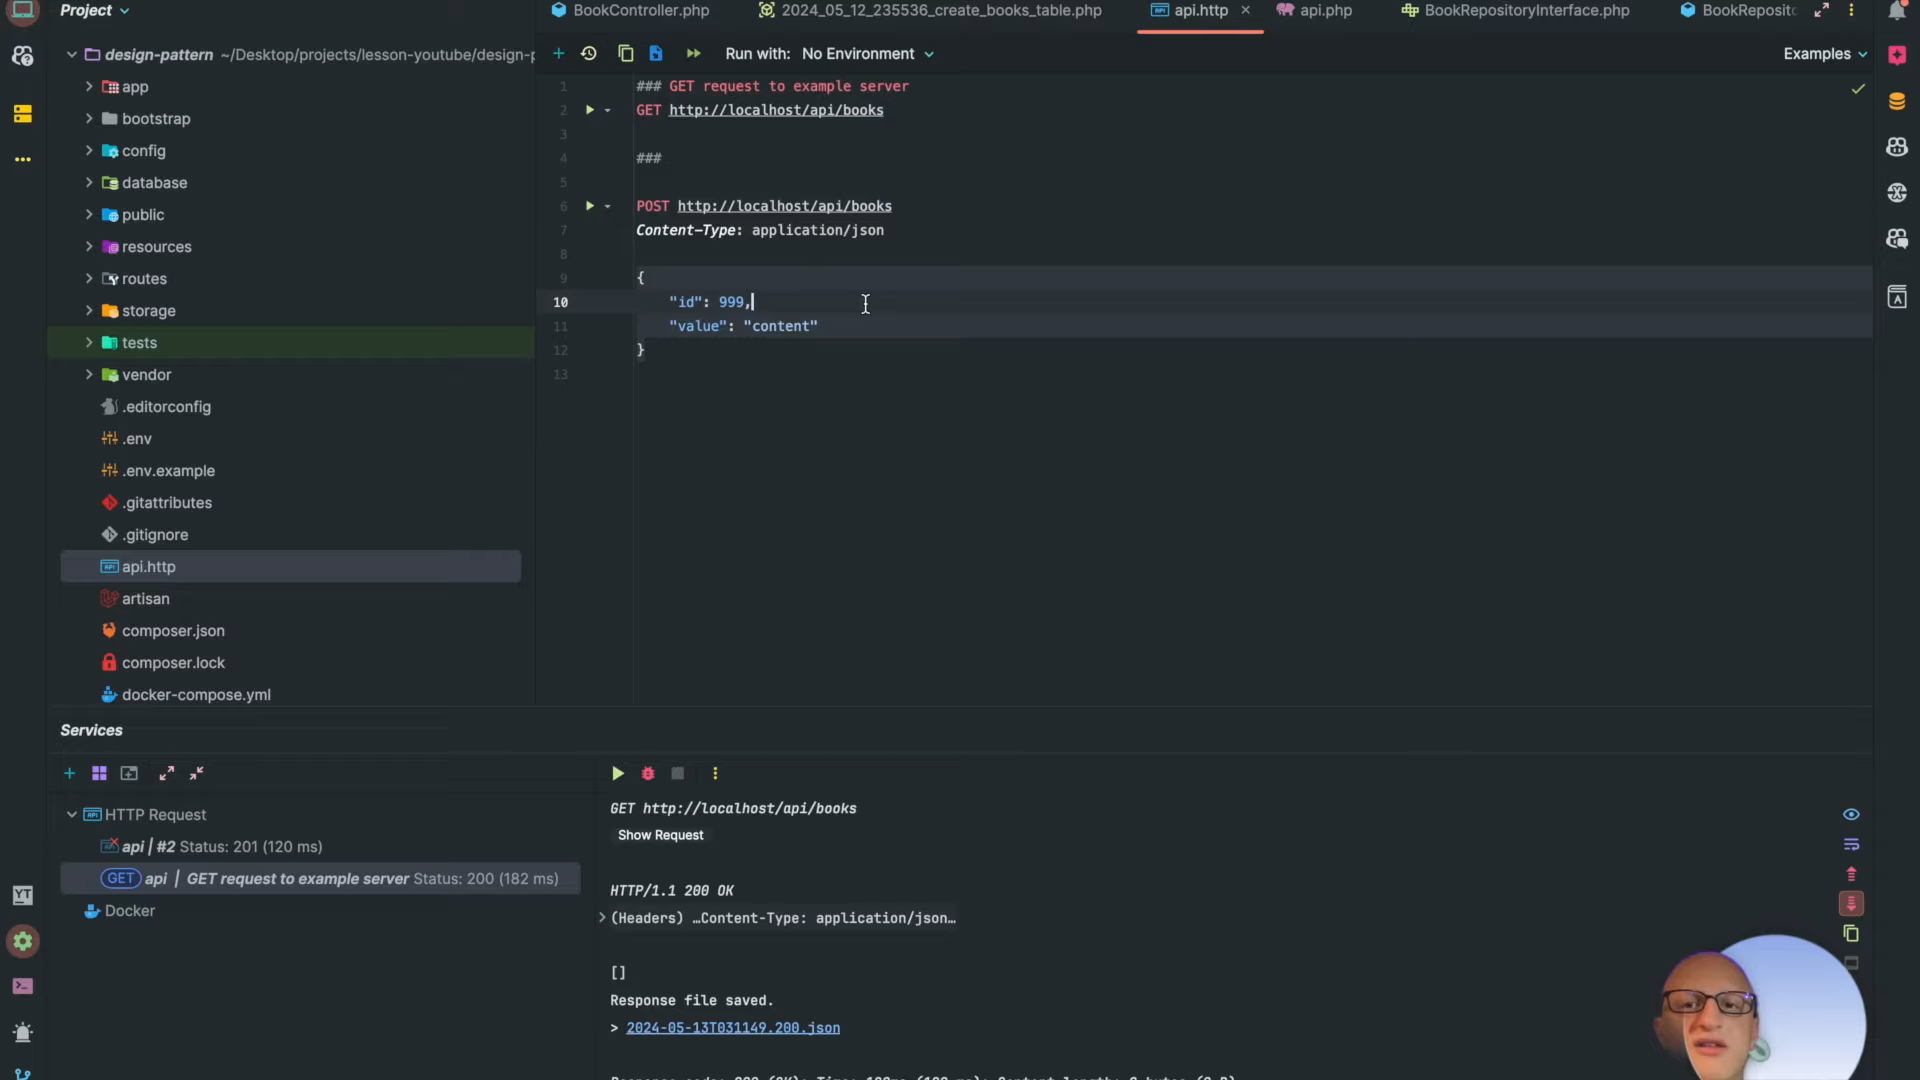 Project
BookController.php
2024_05_12_235536_create_books_table.php
api.http
api.php
BookRepositoryInterface.php
BookReposit
design-pattern ~/Desktop/projects/lesson-youtube/design-p
Run with: No Environment
Examples
app
bootstrap
config
database
public
resources
routes
storage
tests
vendor
.editorconfig
.env
.env.example
.gitattributes
.gitignore
api.http
artisan
composer.json
composer.lock
docker-compose.yml
1 ### GET request to example server
2 GET http://localhost/api/books
3
4 ###
5
6 POST http://localhost/api/books
7 Content-Type: application/json
8
9 {
10 "id": 999,
11 "value": "content"
12 }
13
Services
HTTP Request
api | #2 Status: 201 (120 ms)
GET api | GET request to example server Status: 200 (182 ms)
Docker
GET http://localhost/api/books
Show Request
HTTP/1.1 200 OK
(Headers) …Content-Type: application/json…
[]
Response file saved.
> 2024-05-13T031149.200.json
YT